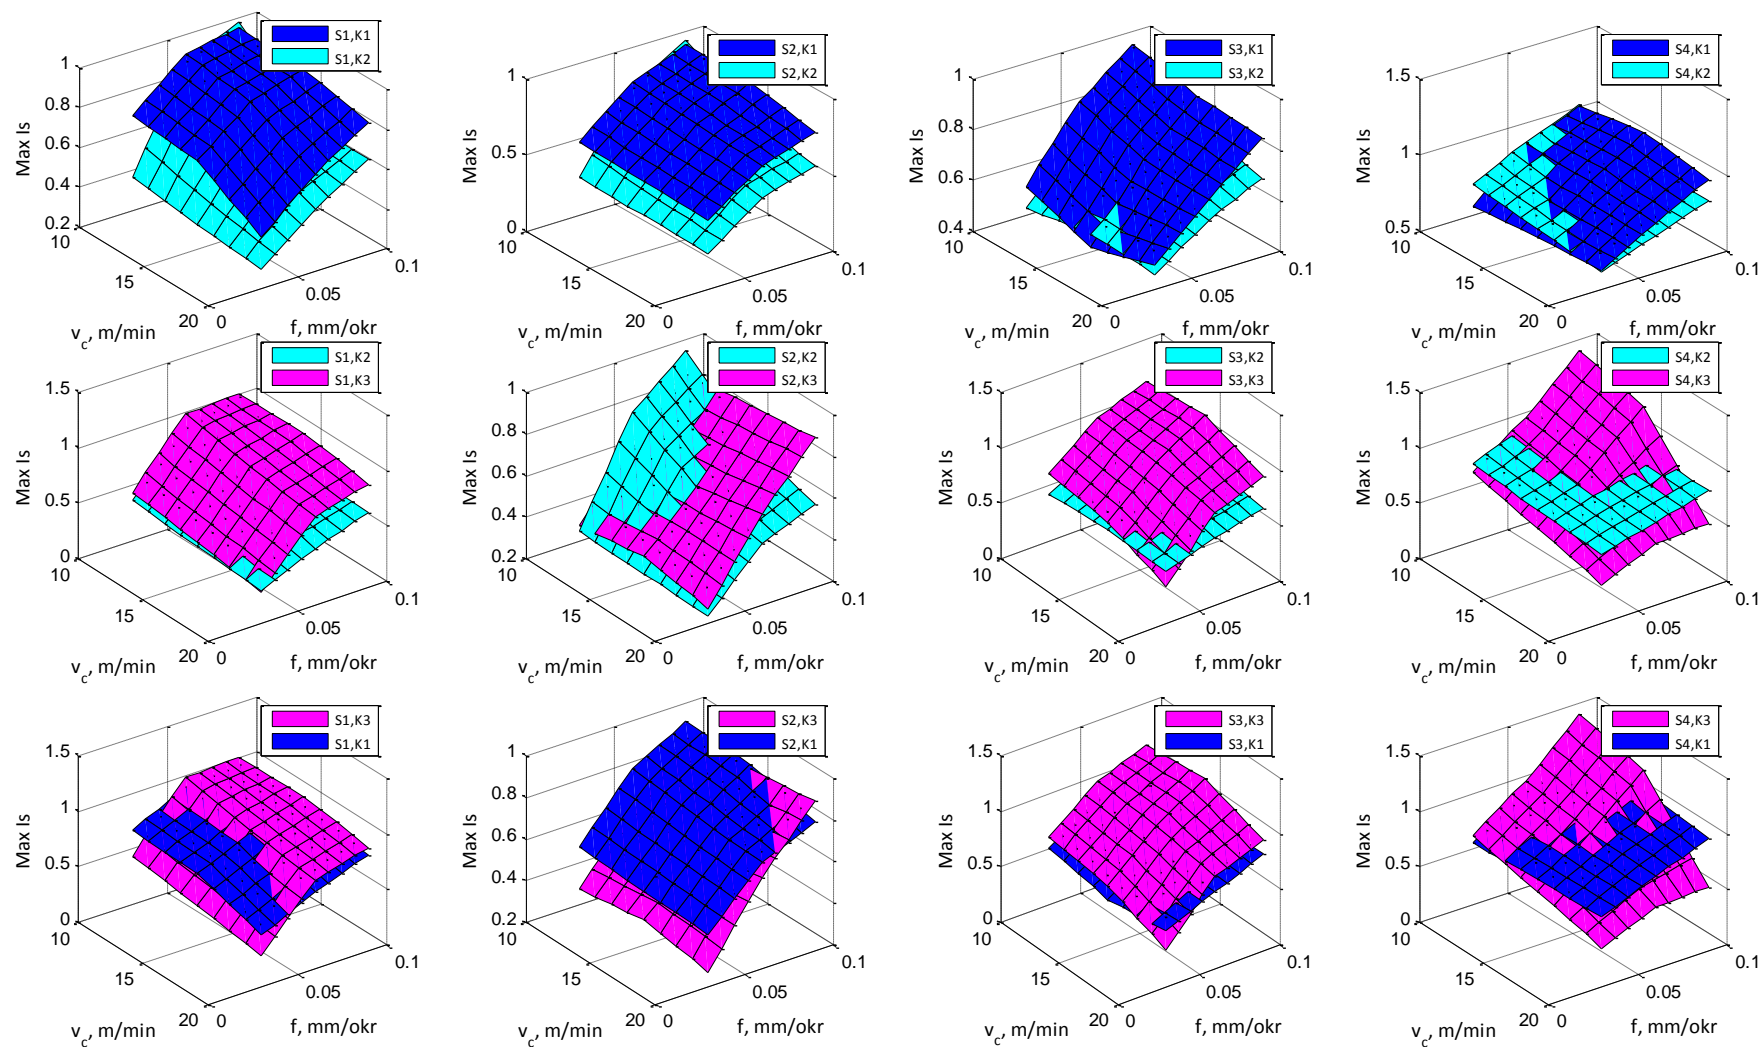 S1,K1
S1,K2
1
0.8
0.6
0.4
0.2
Max Is
10
15
20
0
0.05
0.1
v_c, m/min
f, mm/okr
S2,K1
S2,K2
1
0.5
0
Max Is
10
15
20
0
0.05
0.1
v_c, m/min
f, mm/okr
S3,K1
S3,K2
1
0.8
0.6
0.4
Max Is
10
15
20
0
0.05
0.1
v_c, m/min
f, mm/okr
S4,K1
S4,K2
1.5
1
0.5
Max Is
10
15
20
0
0.05
0.1
v_c, m/min
f, mm/okr
S1,K2
S1,K3
1.5
1
0.5
0
Max Is
10
15
20
0
0.05
0.1
v_c, m/min
f, mm/okr
S2,K2
S2,K3
1
0.8
0.6
0.4
0.2
Max Is
10
15
20
0
0.05
0.1
v_c, m/min
f, mm/okr
S3,K2
S3,K3
1.5
1
0.5
0
Max Is
10
15
20
0
0.05
0.1
v_c, m/min
f, mm/okr
S4,K2
S4,K3
1.5
1
0.5
0
Max Is
10
15
20
0
0.05
0.1
v_c, m/min
f, mm/okr
S1,K3
S1,K1
1.5
1
0.5
0
Max Is
10
15
20
0
0.05
0.1
v_c, m/min
f, mm/okr
S2,K3
S2,K1
1
0.8
0.6
0.4
0.2
Max Is
10
15
20
0
0.05
0.1
v_c, m/min
f, mm/okr
S3,K3
S3,K1
1.5
1
0.5
0
Max Is
10
15
20
0
0.05
0.1
v_c, m/min
f, mm/okr
S4,K3
S4,K1
1.5
1
0.5
0
Max Is
10
15
20
0
0.05
0.1
v_c, m/min
f, mm/okr